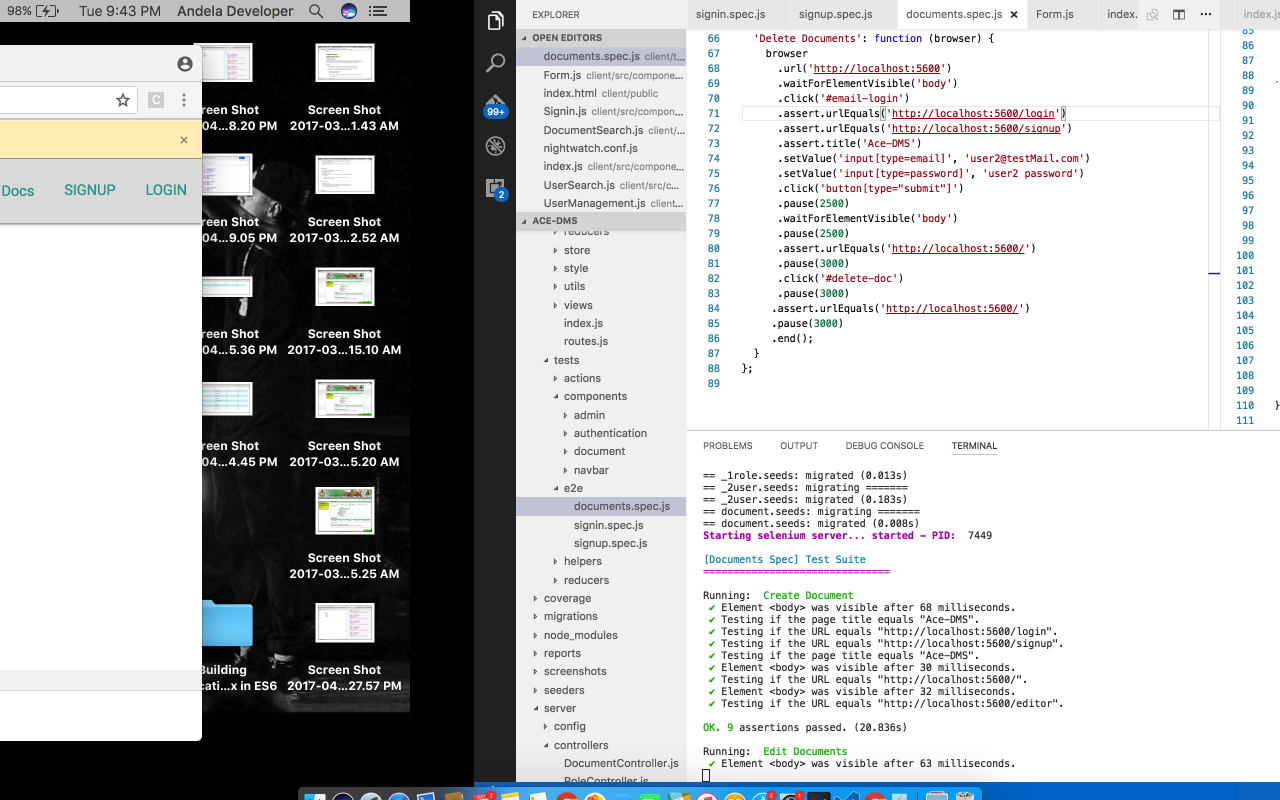 98%
Tue 9:43 PM
Andela Developer
C
×
Docs
SIGNUP
LOGIN
Screen Shot
2017-03...1.43 AM
reen Shot
04...8.20 PM
Screen Shot
2017-03...2.52 AM
reen Shot
04...9.05 PM
Screen Shot
2017-03...15.10 AM
reen Shot
04...5.36 PM
Screen Shot
2017-03...5.20 AM
reen Shot
04...4.45 PM
Screen Shot
2017-03...5.25 AM
Building
cati...x in ES6
Screen Shot
2017-04...27.57 PM
99+
2
EXPLORER
OPEN EDITORS
documents.spec.js client/t...
Form.js client/src/compone...
index.html client/public
Signin.js client/src/compon...
DocumentSearch.js client/...
nightwatch.conf.js
index.js client/src/compone...
UserSearch.js client/src/c...
UserManagement.js client...
ACE-DMS
reducers
store
style
utils
views
index.js
routes.js
tests
actions
components
admin
authentication
document
navbar
e2e
documents.spec.js
signin.spec.js
signup.spec.js
helpers
reducers
coverage
migrations
node_modules
reports
screenshots
seeders
server
config
controllers
DocumentController.js
RoleController.js
signin.spec.js
signup.spec.js
documents.spec.js ×
Form.js
index.
index.js
66 'Delete Documents': function (browser) {
67 browser
68 .url('http://localhost:5600')
69 .waitForElementVisible('body')
70 .click('#email-login')
71 .assert.urlEquals('http://localhost:5600/login')
72 .assert.urlEquals('http://localhost:5600/signup')
73 .assert.title('Ace-DMS')
74 .setValue('input[type=email]', 'user2@testMail.com')
75 .setValue('input[type=password]', 'user2 password')
76 .click('button[type="submit"]')
77 .pause(2500)
78 .waitForElementVisible('body')
79 .pause(2500)
80 .assert.urlEquals('http://localhost:5600/')
81 .pause(3000)
82 .click('#delete-doc')
83 .pause(3000)
84 .assert.urlEquals('http://localhost:5600/')
85 .pause(3000)
86 .end();
87 }
88 };
89
85
86
87
88
89
90
91
92
93
94
95
96
97
98
99
100
101
102
103
104
105
106
107
108
109
110 }
111
PROBLEMS
OUTPUT
DEBUG CONSOLE
TERMINAL
== _1role.seeds: migrated (0.013s)
== _2user.seeds: migrating =======
== _2user.seeds: migrated (0.183s)
== document.seeds: migrating =======
== document.seeds: migrated (0.008s)
Starting selenium server... started - PID: 7449
[Documents Spec] Test Suite
===============================
Running: Create Document
✔ Element <body> was visible after 68 milliseconds.
✔ Testing if the page title equals "Ace-DMS".
✔ Testing if the URL equals "http://localhost:5600/login".
✔ Testing if the URL equals "http://localhost:5600/signup".
✔ Testing if the page title equals "Ace-DMS".
✔ Element <body> was visible after 30 milliseconds.
✔ Testing if the URL equals "http://localhost:5600/".
✔ Element <body> was visible after 32 milliseconds.
✔ Testing if the URL equals "http://localhost:5600/editor".
OK. 9 assertions passed. (20.836s)
Running: Edit Documents
✔ Element <body> was visible after 63 milliseconds.